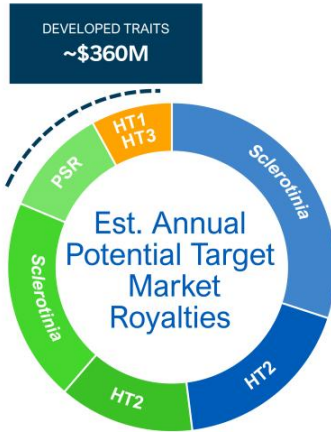 DEVELOPED TRAITS
~$360M
HT1
HT3
Sclerotinia
PSR
Est. Annual
Potential Target
Market
Royalties
Sclerotinia
HT2
HT2